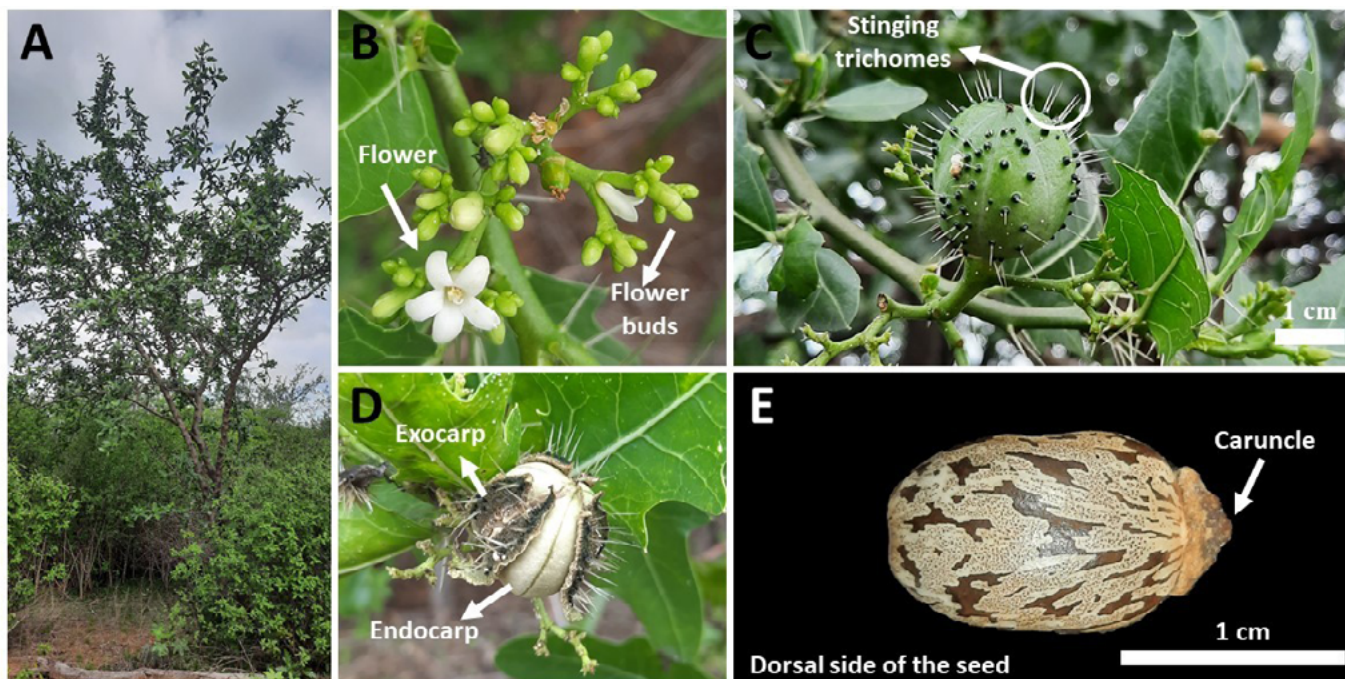 A
B
Flower
Flower
buds
C
Stinging
trichomes
1 cm
D
Exocarp
Endocarp
E
Caruncle
1 cm
Dorsal side of the seed